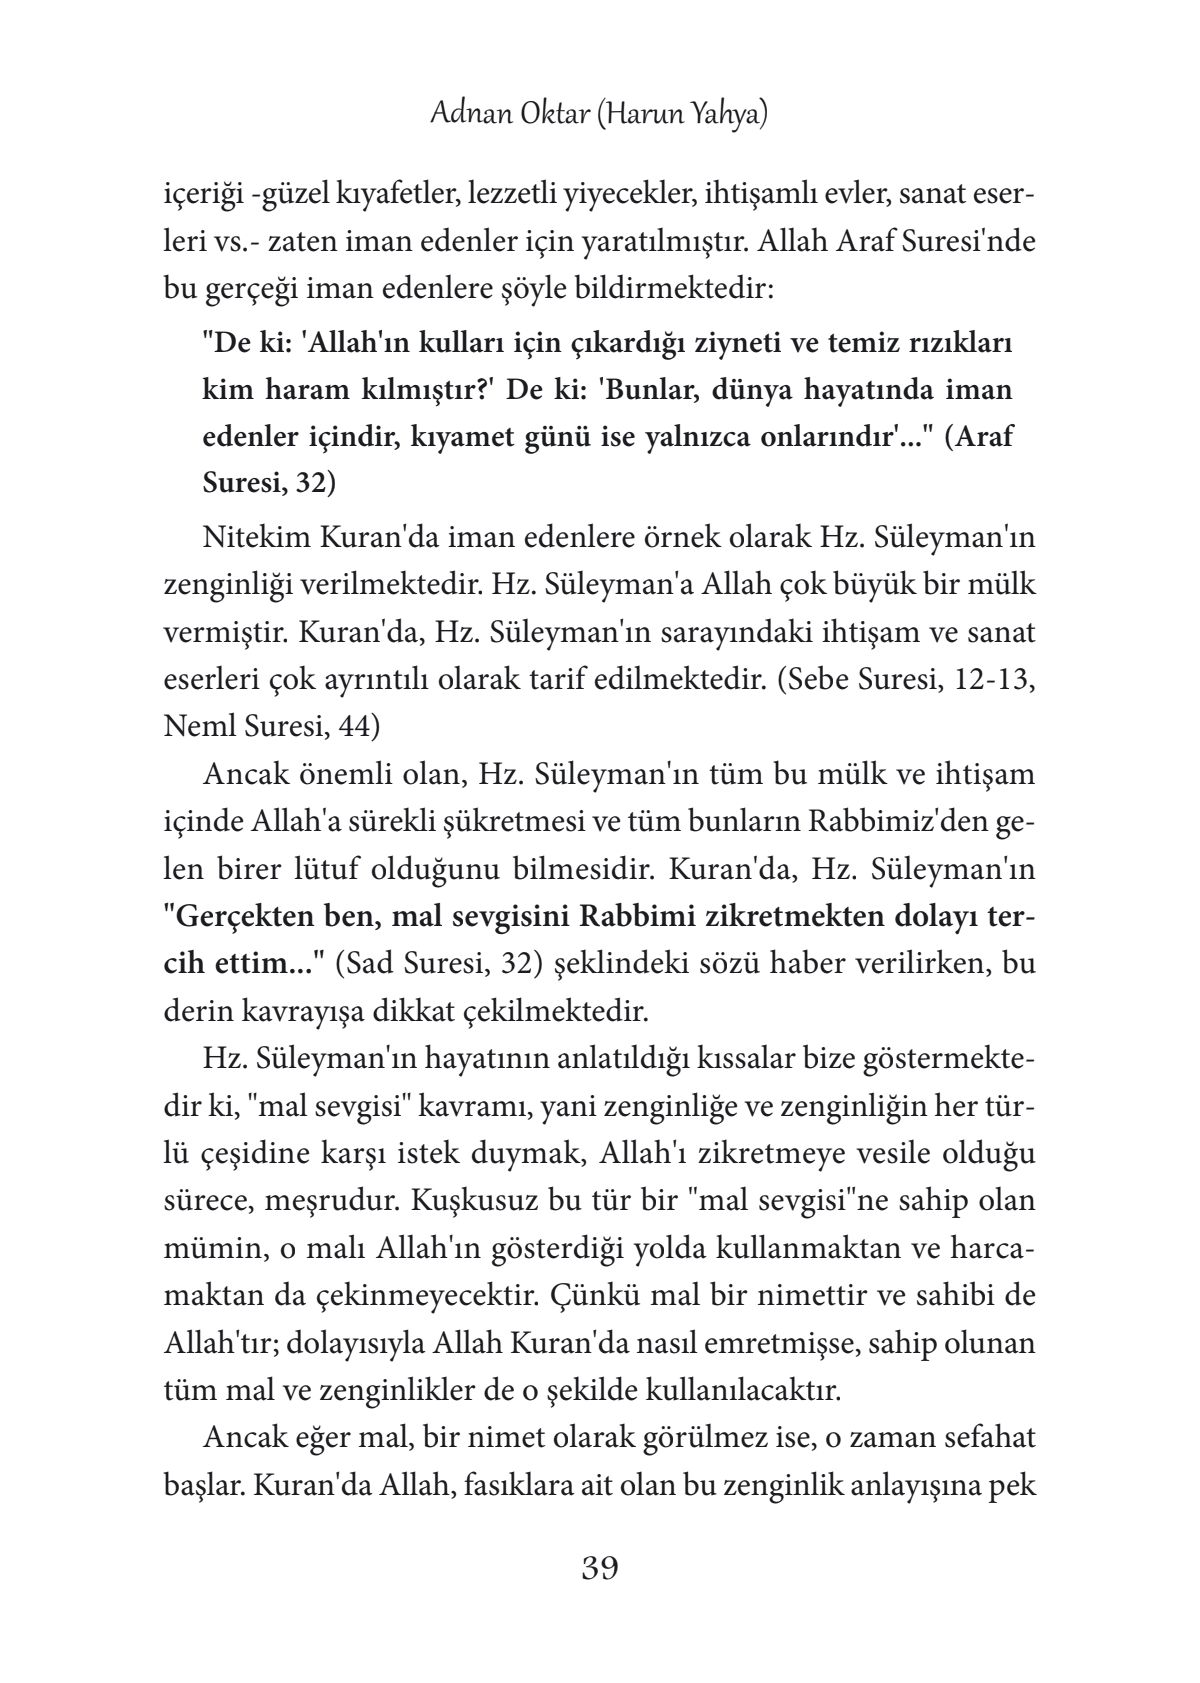 Adnan Oktar (Harun Yahya)
içeriği -güzel kıyafetler, lezzetli yiyecekler, ihtişamlı evler, sanat eser-
leri vs.- zaten iman edenler için yaratılmıştır. Allah Araf Suresi'nde
bu gerçeği iman edenlere şöyle bildirmektedir:
"De ki: 'Allah'ın kulları için çıkardığı ziyneti ve temiz rızıkları
kim haram kılmıştır?' De ki: 'Bunlar, dünya hayatında iman
edenler içindir, kıyamet günü ise yalnızca onlarındır'..." (Araf
Suresi, 32)
Nitekim Kuran'da iman edenlere örnek olarak Hz. Süleyman'ın
zenginliği verilmektedir. Hz. Süleyman'a Allah çok büyük bir mülk
vermiştir. Kuran'da, Hz. Süleyman'ın sarayındaki ihtişam ve sanat
eserleri çok ayrıntılı olarak tarif edilmektedir. (Sebe Suresi, 12-13,
Neml Suresi, 44)
Ancak önemli olan, Hz. Süleyman'ın tüm bu mülk ve ihtişam
içinde Allah'a sürekli şükretmesi ve tüm bunların Rabbimiz'den ge-
len birer lütuf olduğunu bilmesidir. Kuran'da, Hz. Süleyman'ın
"Gerçekten ben, mal sevgisini Rabbimi zikretmekten dolayı ter-
cih ettim..." (Sad Suresi, 32) şeklindeki sözü haber verilirken, bu
derin kavrayışa dikkat çekilmektedir.
Hz. Süleyman'ın hayatının anlatıldığı kıssalar bize göstermekte-
dir ki, "mal sevgisi" kavramı, yani zenginliğe ve zenginliğin her tür-
lü çeşidine karşı istek duymak, Allah'ı zikretmeye vesile olduğu
sürece, meşrudur. Kuşkusuz bu tür bir "mal sevgisi"ne sahip olan
mümin, o malı Allah'ın gösterdiği yolda kullanmaktan ve harca-
maktan da çekinmeyecektir. Çünkü mal bir nimettir ve sahibi de
Allah'tır; dolayısıyla Allah Kuran'da nasıl emretmişse, sahip olunan
tüm mal ve zenginlikler de o şekilde kullanılacaktır.
Ancak eğer mal, bir nimet olarak görülmez ise, o zaman sefahat
başlar. Kuran'da Allah, fasıklara ait olan bu zenginlik anlayışına pek
39